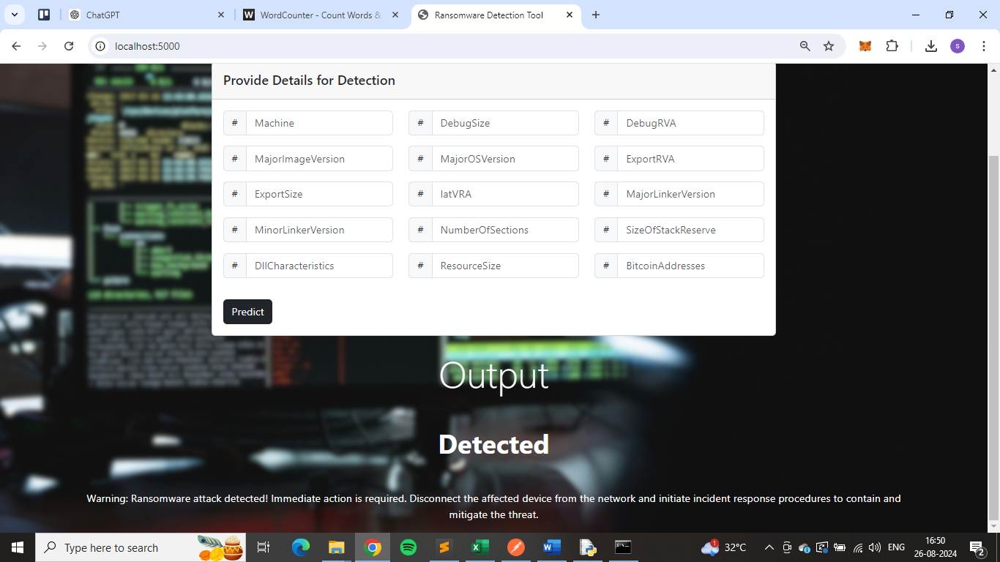 ChatGPT
WordCounter - Count Words &
Ransomware Detection Tool
localhost:5000
s
Provide Details for Detection
# Machine
# DebugSize
# DebugRVA
# MajorImageVersion
# MajorOSVersion
# ExportRVA
# ExportSize
# IatVRA
# MajorLinkerVersion
# MinorLinkerVersion
# NumberOfSections
# SizeOfStackReserve
# DllCharacteristics
# ResourceSize
# BitcoinAddresses
Predict
Output
Detected
Warning: Ransomware attack detected! Immediate action is required. Disconnect the affected device from the network and initiate incident response procedures to contain and
mitigate the threat.
Type here to search
1
32°C
ENG
16:50
26-08-2024
2